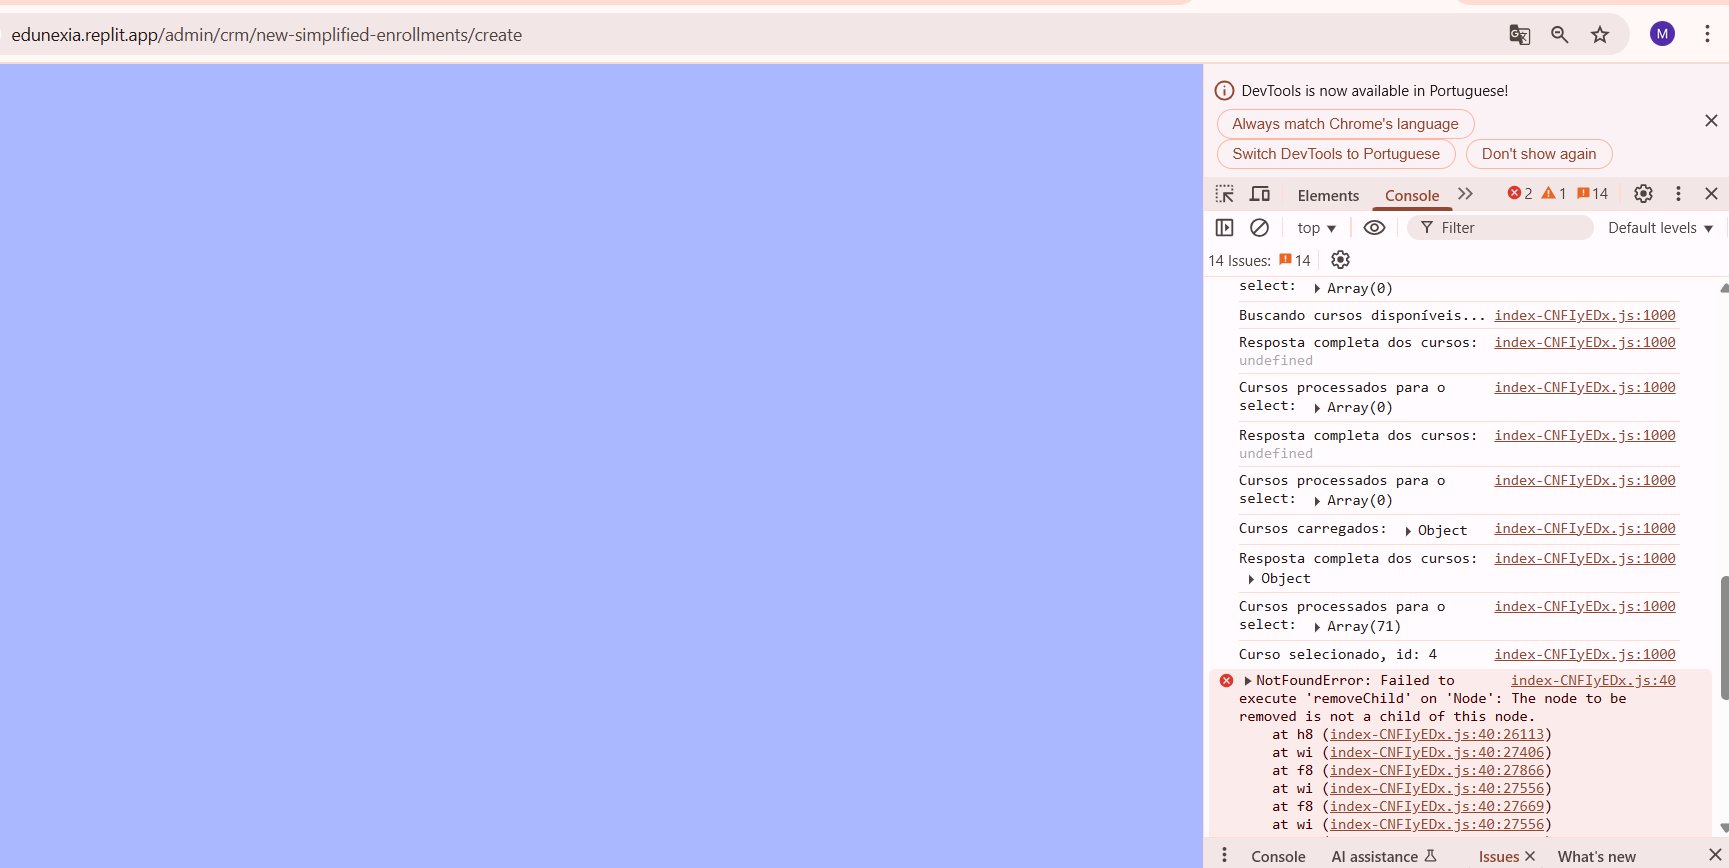 edunexia.replit.app/admin/crm/new-simplified-enrollments/create
M
DevTools is now available in Portuguese!
Always match Chrome's language
Switch DevTools to Portuguese
Don't show again
Elements
Console
2
1
14
top
Filter
Default levels
14 Issues:
14
select: Array(0)
Buscando cursos disponíveis... index-CNFIyEDx.js:1000
Resposta completa dos cursos: index-CNFIyEDx.js:1000
undefined
Cursos processados para o index-CNFIyEDx.js:1000
select: Array(0)
Resposta completa dos cursos: index-CNFIyEDx.js:1000
undefined
Cursos processados para o index-CNFIyEDx.js:1000
select: Array(0)
Cursos carregados: Object index-CNFIyEDx.js:1000
Resposta completa dos cursos: index-CNFIyEDx.js:1000
Object
Cursos processados para o index-CNFIyEDx.js:1000
select: Array(71)
Curso selecionado, id: 4 index-CNFIyEDx.js:1000
NotFoundError: Failed to index-CNFIyEDx.js:40
execute 'removeChild' on 'Node': The node to be
removed is not a child of this node.
at h8 (index-CNFIyEDx.js:40:26113)
at wi (index-CNFIyEDx.js:40:27406)
at f8 (index-CNFIyEDx.js:40:27866)
at wi (index-CNFIyEDx.js:40:27556)
at f8 (index-CNFIyEDx.js:40:27669)
at wi (index-CNFIyEDx.js:40:27556)
Console
AI assistance
Issues
What's new